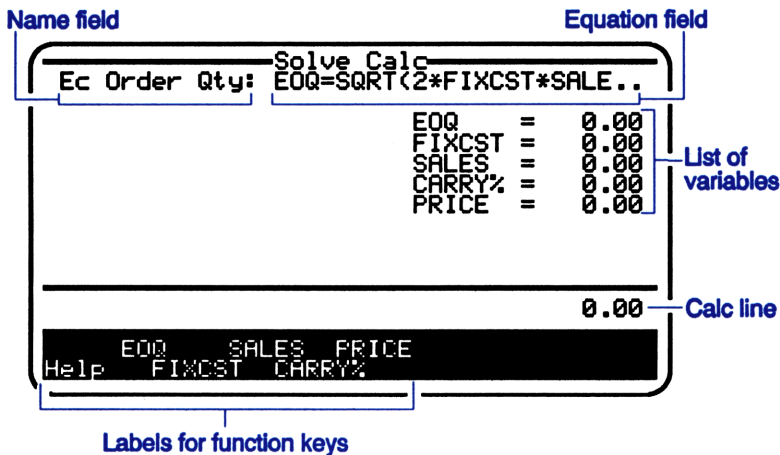 Name field
Equation field
Solve Calc
Ec Order Qty: EOQ=SQRT(2*FIXCST*SALE..
EOQ = 0.00
FIXCST = 0.00
SALES = 0.00
CARRY% = 0.00
PRICE = 0.00
List of
variables
0.00
Calc line
EOQ SALES PRICE
Help FIXCST CARRY%
Labels for function keys